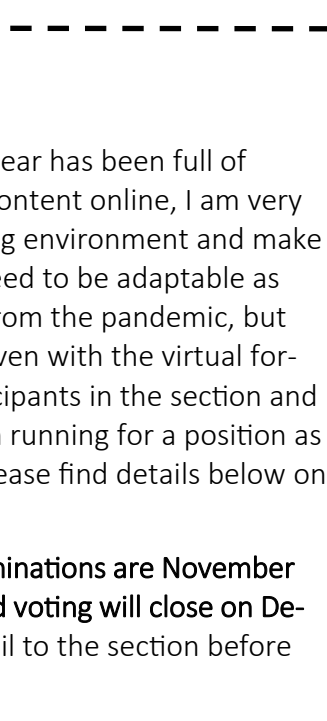 ear has been full of
ontent online, I am very
g environment and make
eed to be adaptable as
rom the pandemic, but
ven with the virtual for-
cipants in the section and
running for a position as
ease find details below on
minations are November
d voting will close on De-
il to the section before